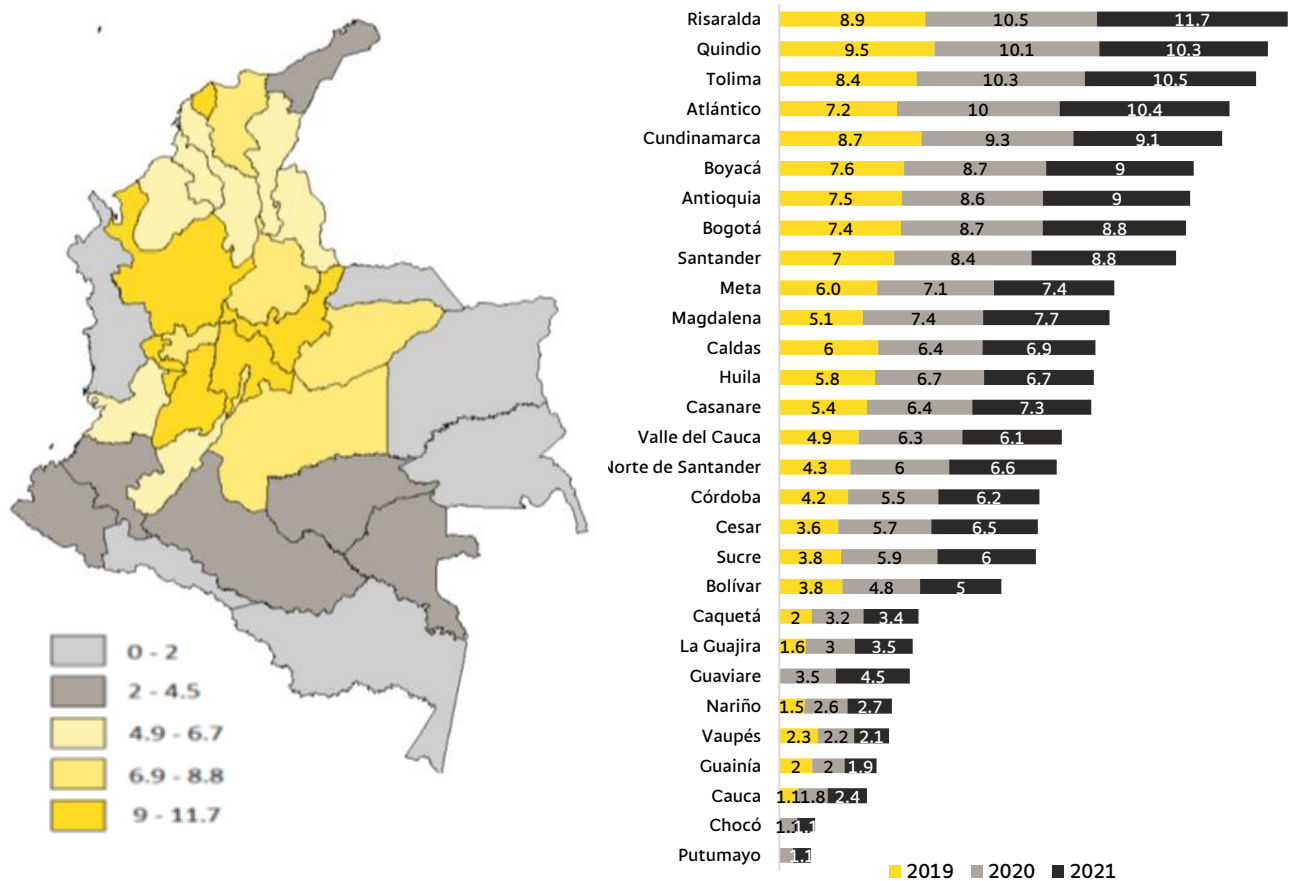 0 - 2
2 - 4.5
4.9 - 6.7
6.9 - 8.8
9 - 11.7
Risaralda 8.9 10.5 11.7
Quindio 9.5 10.1 10.3
Tolima 8.4 10.3 10.5
Atlántico 7.2 10 10.4
Cundinamarca 8.7 9.3 9.1
Boyacá 7.6 8.7 9
Antioquia 7.5 8.6 9
Bogotá 7.4 8.7 8.8
Santander 7 8.4 8.8
Meta 6.0 7.1 7.4
Magdalena 5.1 7.4 7.7
Caldas 6 6.4 6.9
Huila 5.8 6.7 6.7
Casanare 5.4 6.4 7.3
Valle del Cauca 4.9 6.3 6.1
Norte de Santander 4.3 6 6.6
Córdoba 4.2 5.5 6.2
Cesar 3.6 5.7 6.5
Sucre 3.8 5.9 6
Bolívar 3.8 4.8 5
Caquetá 2 3.2 3.4
La Guajira 1.6 3 3.5
Guaviare 3.5 4.5
Nariño 1.5 2.6 2.7
Vaupés 2.3 2.2 2.1
Guainía 2 2 1.9
Cauca 1.1 1.8 2.4
Chocó
Putumayo 1.1
2019 2020 2021